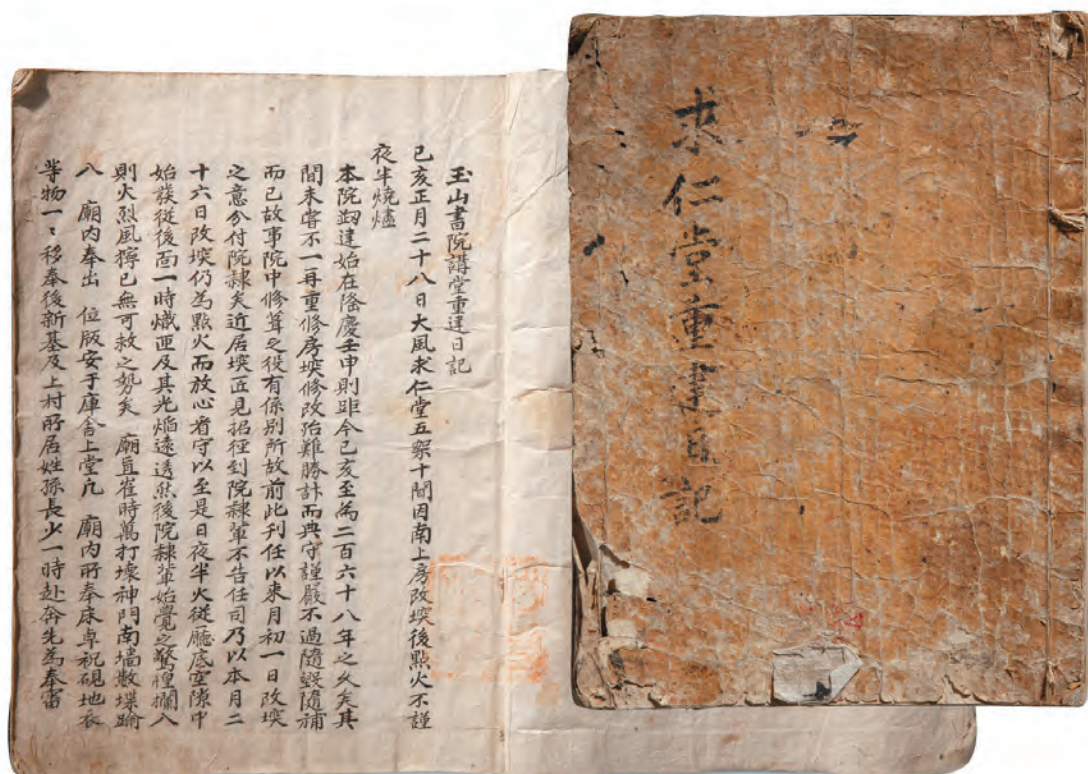 求仁堂重建日記
玉山書院講堂重建日記
己亥正月二十八日大風求仁堂五架十間因南上房改堗後點火不謹
夜半燒燼
本院刱建始在隆慶壬申則距今己亥至爲二百六十八年之久矣其
間未嘗不一再重修房堗修改殆難勝計而典守謹嚴不過隨毁隨補
而已故事院中修葺之役有係別所故前此刊任以來月初一日改堗
之意分付院隷矣近居堗匠見招徑到院隷軰不告任司乃以本月二
十六日改堗仍爲點火而放心看守以至是日夜半火從廳底空隙中
始發從後面一時熾匝及其光焰遠透然後院隷軰始覺之驚惶攔入
則火烈風獰已無可救之勢矣 廟直崔時萬打壞神門南墻散堞踰
入 廟內奉出 位版安于庫舍上堂凡 廟內所奉床卓祝硯地衣
等物一〻移奉後新基及上村所居姓孫長少一時赴奔先爲奉審